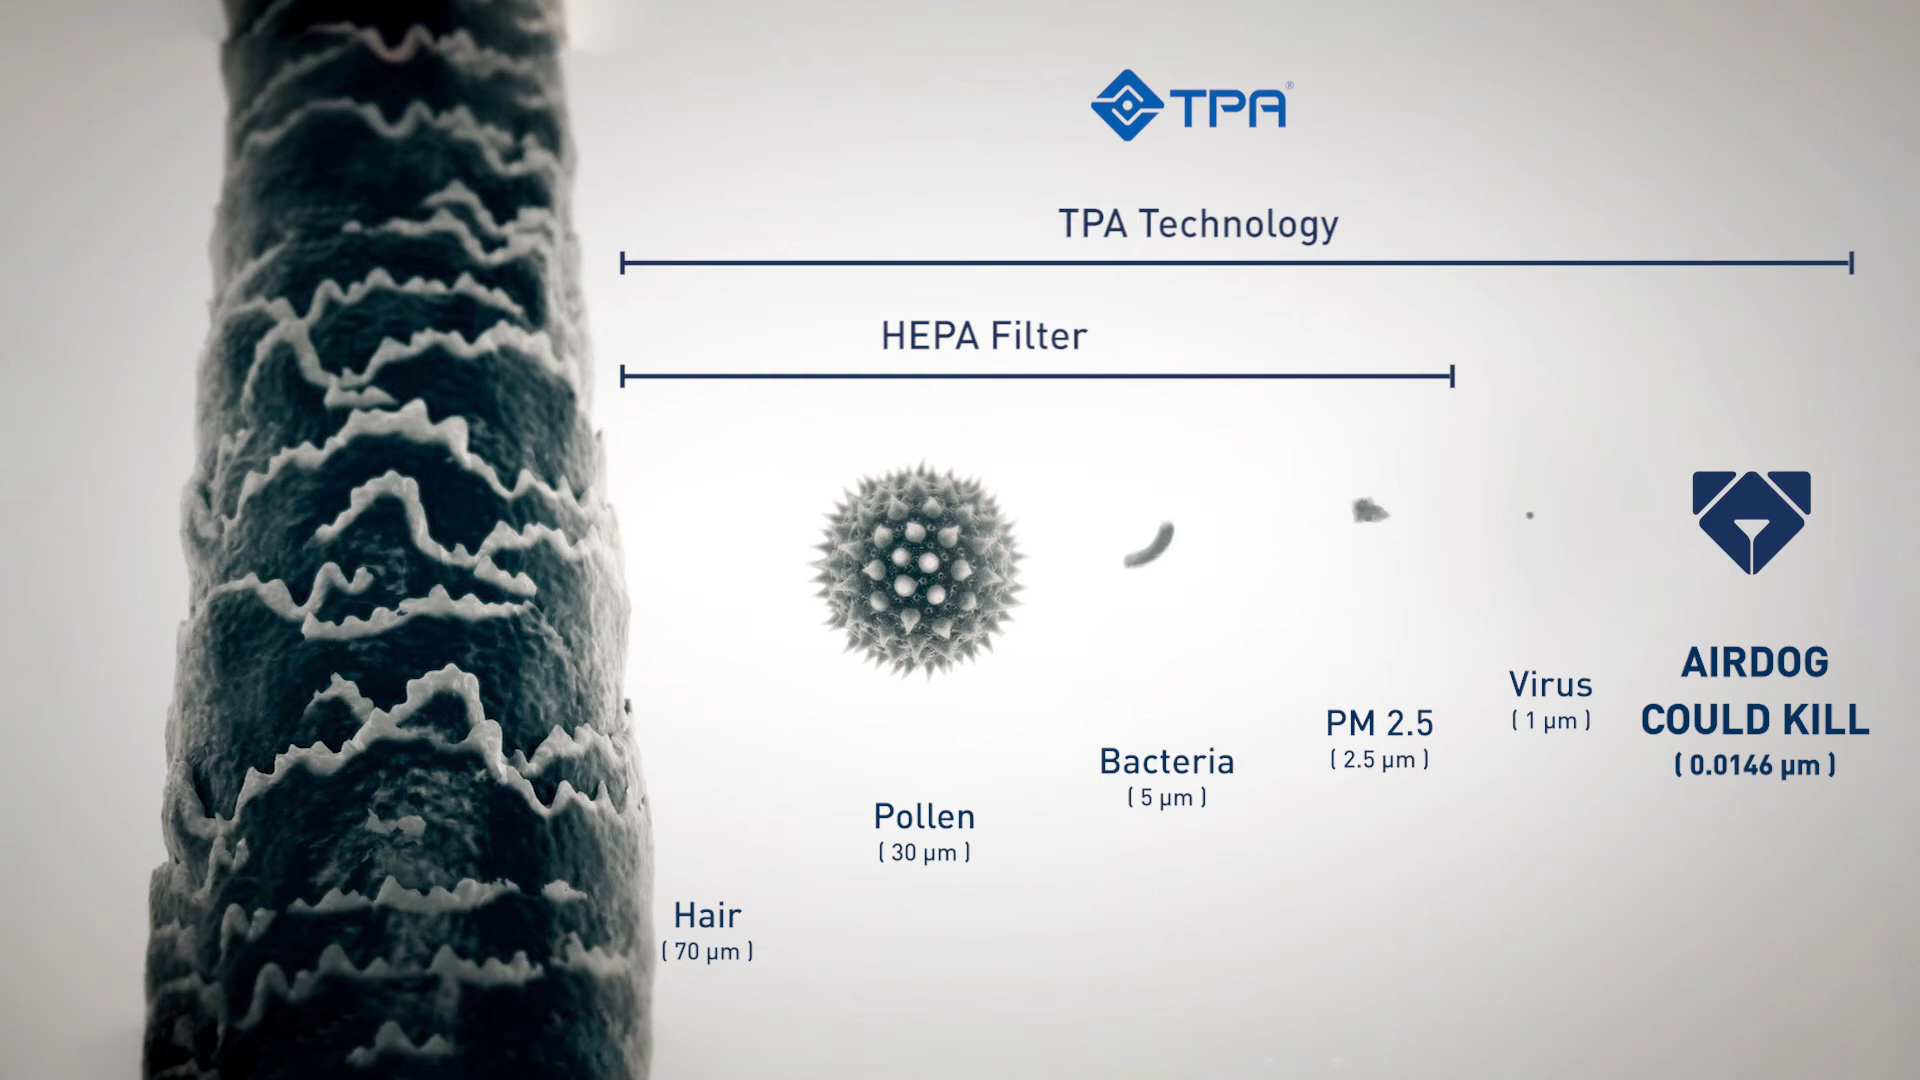 TPA®
TPA Technology
HEPA Filter
Hair
( 70 μm )
Pollen
( 30 μm )
Bacteria
( 5 μm )
PM 2.5
( 2.5 μm )
Virus
( 1 μm )
AIRDOG
COULD KILL
( 0.0146 μm )